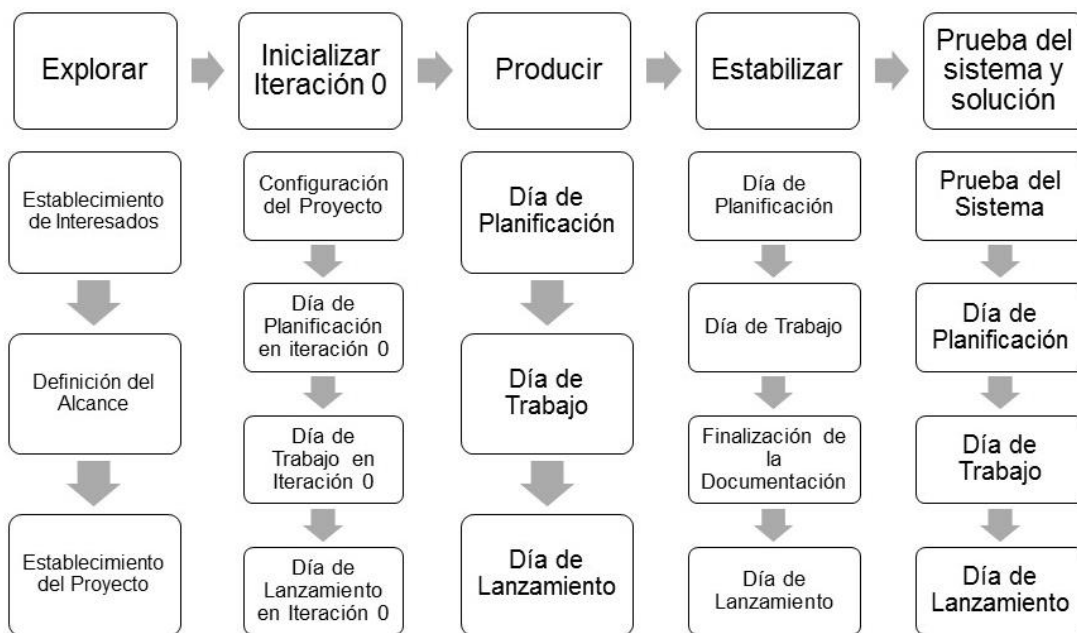 Explorar
Inicializar
Iteración 0
Producir
Estabilizar
Prueba del
sistema y
solución
Establecimiento
de Interesados
Definición del
Alcance
Establecimiento
del Proyecto
Configuración
del Proyecto
Día de
Planificación
en iteración 0
Día de
Trabajo en
Iteración 0
Día de
Lanzamiento
en Iteración 0
Día de
Planificación
Día de
Trabajo
Día de
Lanzamiento
Día de
Planificación
Día de Trabajo
Finalización de
la
Documentación
Día de
Lanzamiento
Prueba del
Sistema
Día de
Planificación
Día de
Trabajo
Día de
Lanzamiento